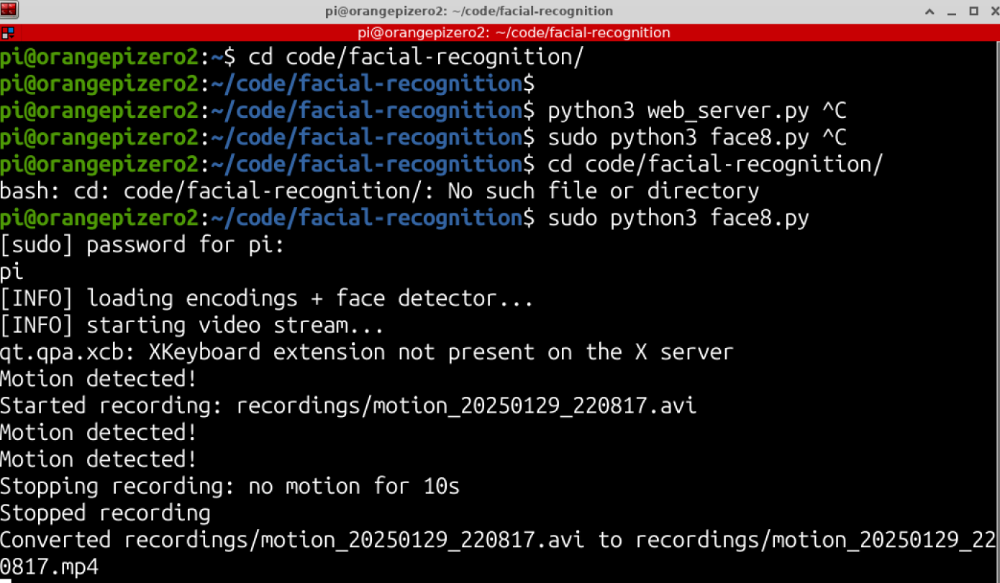 pi@orangepizero2: ~/code/facial-recognition
pi@orangepizero2: ~/code/facial-recognition
pi@orangepizero2:~$ cd code/facial-recognition/
pi@orangepizero2:~/code/facial-recognition$
pi@orangepizero2:~/code/facial-recognition$ python3 web_server.py ^C
pi@orangepizero2:~/code/facial-recognition$ sudo python3 face8.py ^C
pi@orangepizero2:~/code/facial-recognition$ cd code/facial-recognition/
bash: cd: code/facial-recognition/: No such file or directory
pi@orangepizero2:~/code/facial-recognition$ sudo python3 face8.py
[sudo] password for pi:
pi
[INFO] loading encodings + face detector...
[INFO] starting video stream...
qt.qpa.xcb: XKeyboard extension not present on the X server
Motion detected!
Started recording: recordings/motion_20250129_220817.avi
Motion detected!
Motion detected!
Stopping recording: no motion for 10s
Stopped recording
Converted recordings/motion_20250129_220817.avi to recordings/motion_20250129_22
0817.mp4